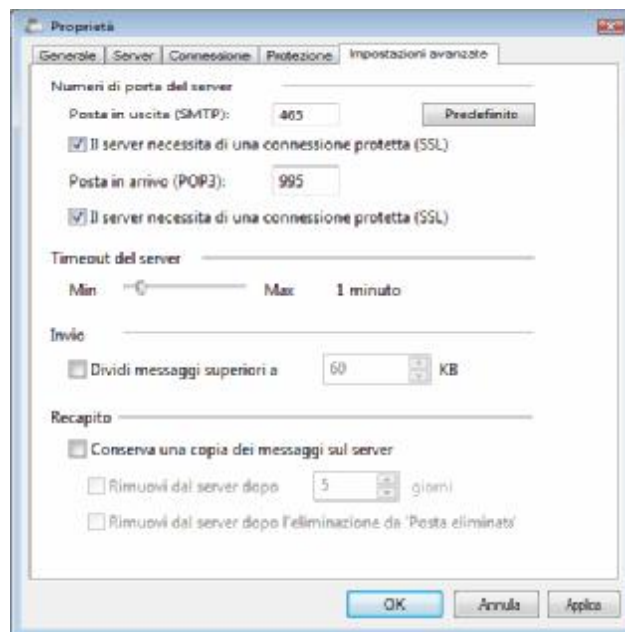 Proprietà
Generale Server Connessione Protezione Impostazioni avanzate
Numeri di porta del server
Posta in uscita (SMTP): 465 Predefinito
Il server necessita di una connessione protetta (SSL)
Posta in arrivo (POP3): 995
Il server necessita di una connessione protetta (SSL)
Timeout del server
Min Max 1 minuto
Invio
Dividi messaggi superiori a 60 KB
Recapito
Conserva una copia dei messaggi sul server
Rimuovi dal server dopo 5 giorni
Rimuovi dal server dopo l'eliminazione da 'Posta eliminata'
OK Annulla Applica